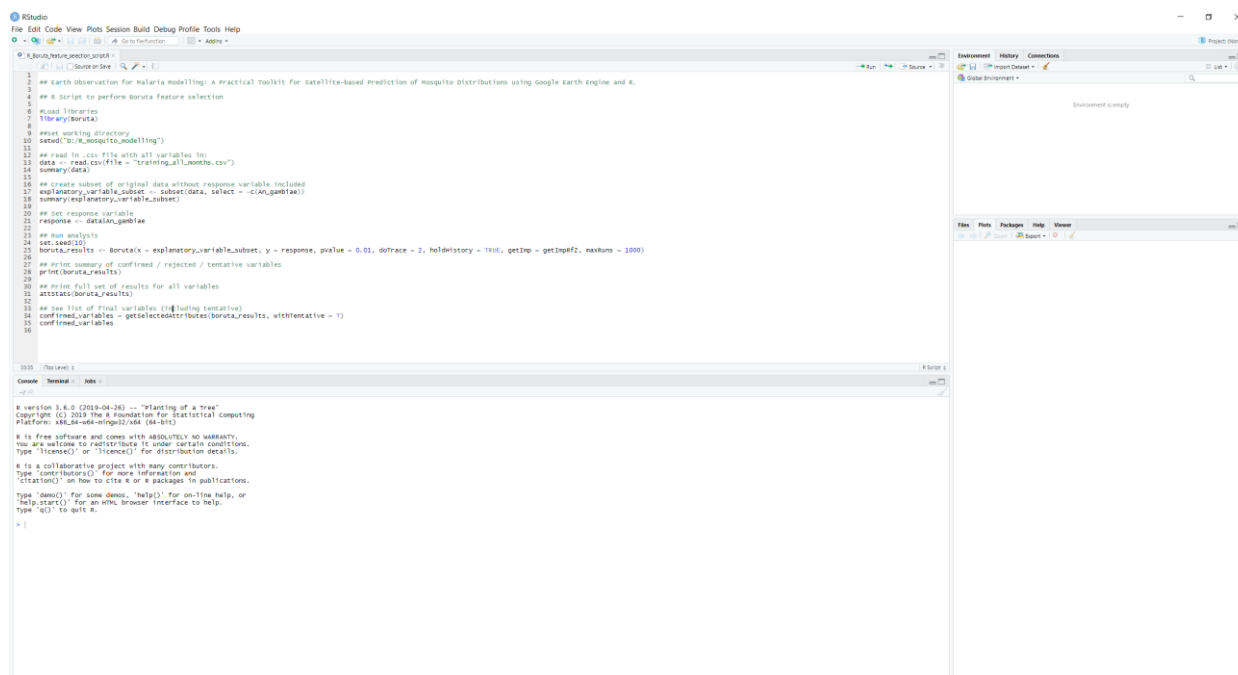 RStudio
File Edit Code View Plots Session Build Debug Profile Tools Help
Go to file/function Addins
R_Boruta_feature_selection_script.R
Source on Save Run Source
1
2 ## Earth Observation for Malaria Modelling: A Practical Toolkit for Satellite-based Prediction of Mosquito Distributions using Google Earth Engine and R.
3
4 ## R Script to perform Boruta feature selection
5
6 #Load libraries
7 library(Boruta)
8
9 ##Set working directory
10 setwd("D:/R_mosquito_modelling")
11
12 ## read in .csv file with all variables in:
13 data <- read.csv(file = "training_all_months.csv")
14 summary(data)
15
16 ## Create subset of original data without response variable included
17 explanatory_variable_subset <- subset(data, select = -c(An_gambiae))
18 summary(explanatory_variable_subset)
19
20 ## Set response variable
21 response <- data$An_gambiae
22
23 ## Run analysis
24 set.seed(10)
25 boruta_results <- Boruta(x = explanatory_variable_subset, y = response, pValue = 0.01, doTrace = 2, holdHistory = TRUE, getImp = getImpRfZ, maxRuns = 1000)
26
27 ## Print summary of confirmed / rejected / tentative variables
28 print(boruta_results)
29
30 ## Print full set of results for all variables
31 attStats(boruta_results)
32
33 ## See list of final variables (including tentative)
34 confirmed_variables = getSelectedAttributes(boruta_results, withTentative = T)
35 confirmed_variables
36
33:35 (Top Level) R Script
Console Terminal Jobs
R version 3.6.0 (2019-04-26) -- "Planting of a Tree"
Copyright (C) 2019 The R Foundation for Statistical Computing
Platform: x86_64-w64-mingw32/x64 (64-bit)
R is free software and comes with ABSOLUTELY NO WARRANTY.
You are welcome to redistribute it under certain conditions.
Type 'license()' or 'licence()' for distribution details.
R is a collaborative project with many contributors.
Type 'contributors()' for more information and
'citation()' on how to cite R or R packages in publications.
Type 'demo()' for some demos, 'help()' for on-line help, or
'help.start()' for an HTML browser interface to help.
Type 'q()' to quit R.
>
Project: (Non
Environment History Connections
Import Dataset List
Global Environment
Environment is empty
Files Plots Packages Help Viewer
Zoom Export